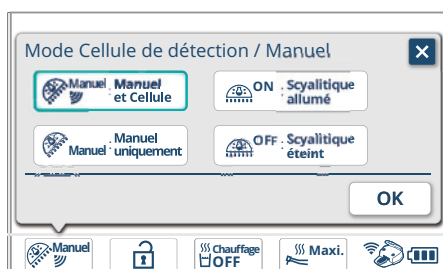 Mode Cellule de détection / Manuel
Manuel : Manuel et Cellule
ON : Scyalitique allumé
Manuel : Manuel uniquement
OFF : Scyalitique éteint
OK
Manuel
Chauffage OFF
Maxi.